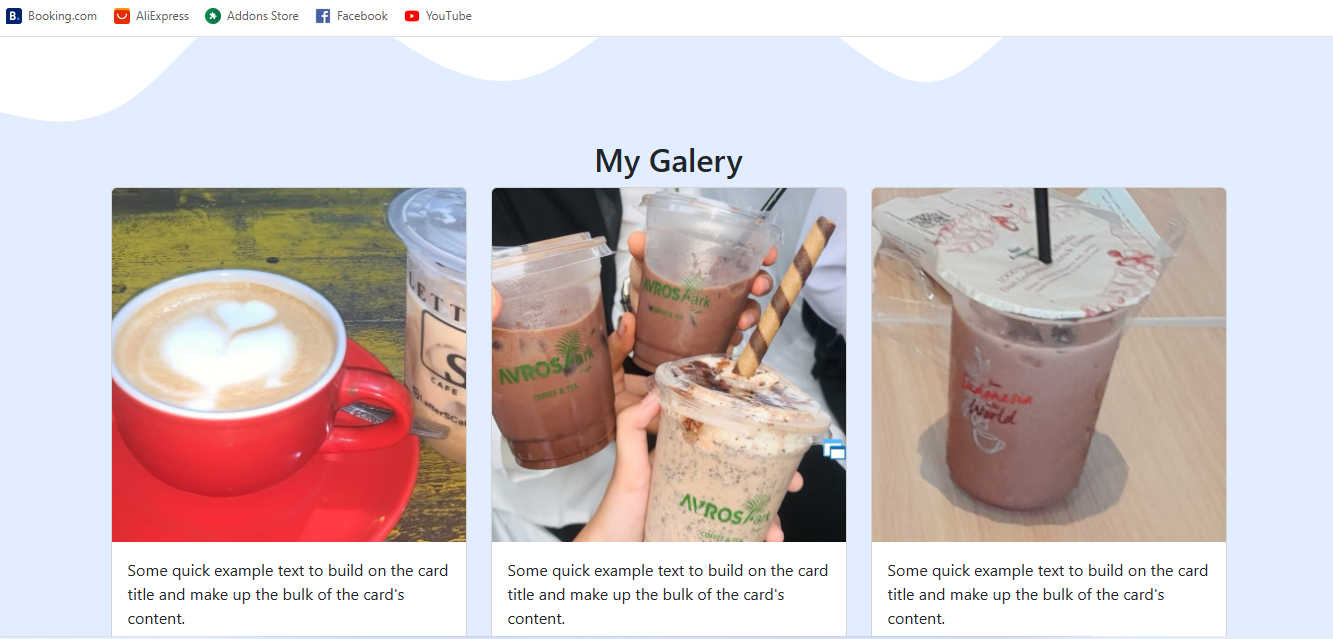 Booking.com AliExpress Addons Store Facebook YouTube
My Galery
LETT
S
CAFE
@LetterSCaf
AVROS Park
AVROS Park
COFFEE & TEA
AVROS Park
COFFEE & TEA
Indonesia
World
Some quick example text to build on the card
title and make up the bulk of the card's
content.
Some quick example text to build on the card
title and make up the bulk of the card's
content.
Some quick example text to build on the card
title and make up the bulk of the card's
content.